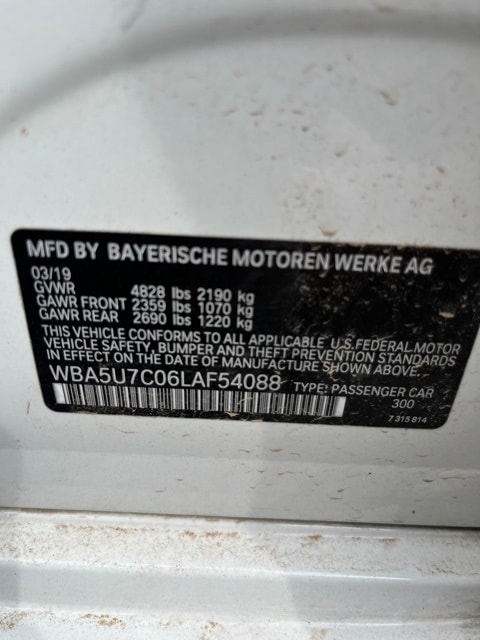 MFD BY BAYERISCHE MOTOREN WERKE AG
03/19
GVWR 4828 lbs 2190 kg
GAWR FRONT 2359 lbs 1070 kg
GAWR REAR 2690 lbs 1220 kg
THIS VEHICLE CONFORMS TO ALL APPLICABLE U.S.FEDERAL MOTOR
VEHICLE SAFETY, BUMPER AND THEFT PREVENTION STANDARDS
IN EFFECT ON THE DATE OF MANUFACTURE SHOWN ABOVE.
WBA5U7C06LAF54088 TYPE: PASSENGER CAR
300
7 315 814